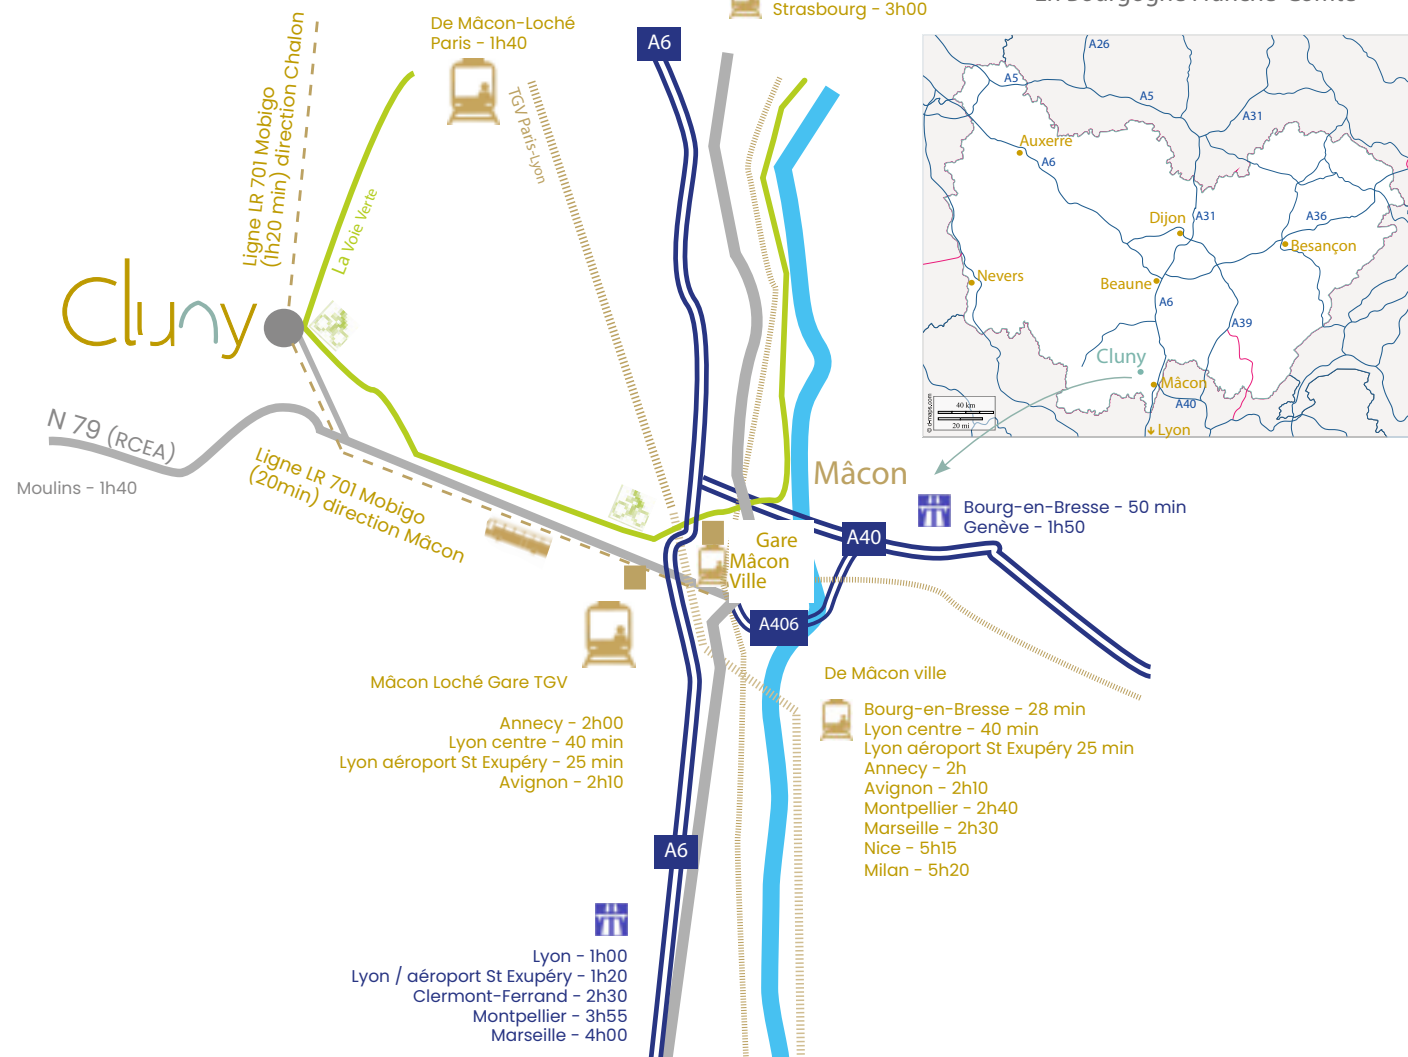 Strasbourg - 3h00
De Mâcon-Loché
Paris - 1h40
A6
TGV Paris-Lyon
Ligne LR 701 Mobigo
(1h20 min) direction Chalon
La Voie Verte
Cluny
N 79 (RCEA)
Moulins - 1h40
Ligne LR 701 Mobigo
(20min) direction Mâcon
A26
A5
A5
A31
Auxerre
A6
Dijon
A31
A36
Besançon
Nevers
Beaune
A6
A39
Cluny
Mâcon
A40
Lyon
40 km
20 mi
© d-maps.com
Mâcon
Bourg-en-Bresse - 50 min
Genève - 1h50
A40
Gare
Mâcon
Ville
A406
Mâcon Loché Gare TGV
Annecy - 2h00
Lyon centre - 40 min
Lyon aéroport St Exupéry - 25 min
Avignon - 2h10
De Mâcon ville
Bourg-en-Bresse - 28 min
Lyon centre - 40 min
Lyon aéroport St Exupéry 25 min
Annecy - 2h
Avignon - 2h10
Montpellier - 2h40
Marseille - 2h30
Nice - 5h15
Milan - 5h20
A6
Lyon - 1h00
Lyon / aéroport St Exupéry - 1h20
Clermont-Ferrand - 2h30
Montpellier - 3h55
Marseille - 4h00